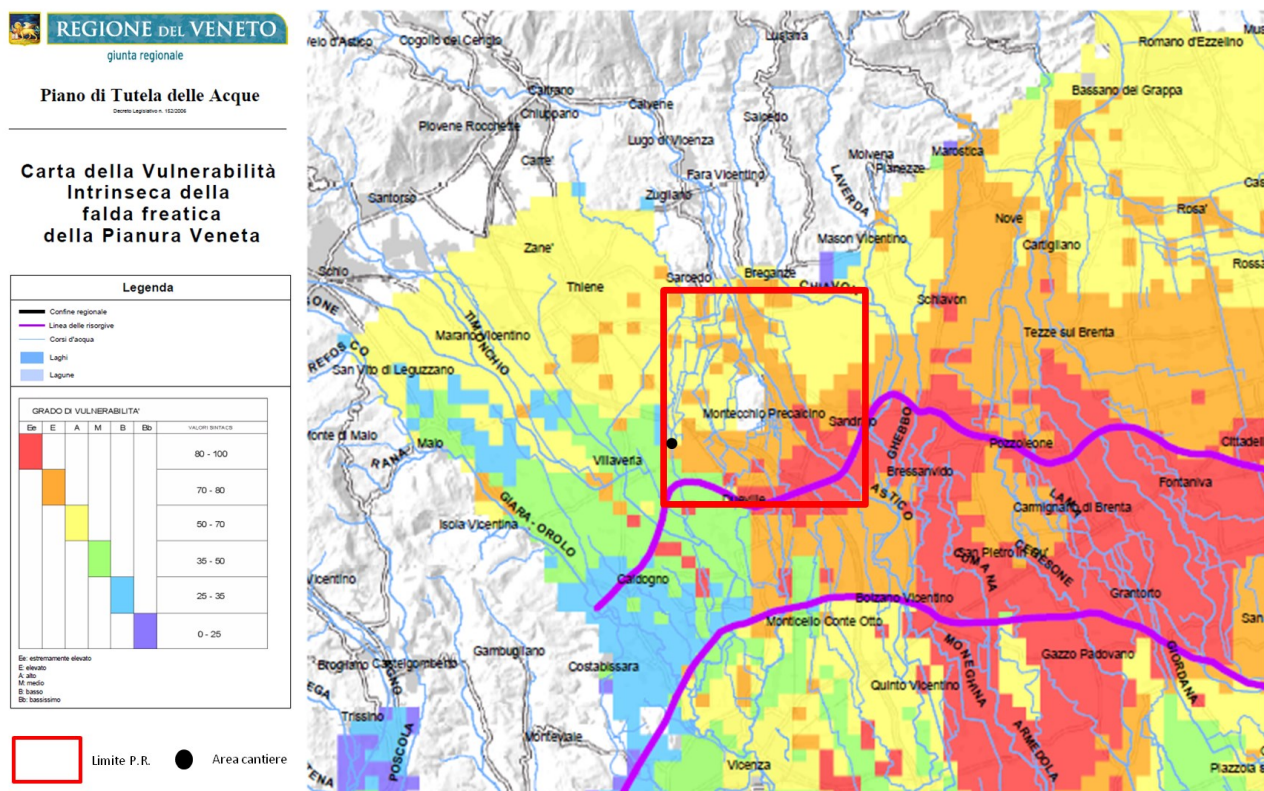 REGIONE DEL VENETO
giunta regionale
Piano di Tutela delle Acque
Decreto Legislativo n. 152/2006
Carta della Vulnerabilità
Intrinseca della
falda freatica
della Pianura Veneta
Legenda
Confine regionale
Linea delle risorgive
Corsi d'acqua
Laghi
Lagune
GRADO DI VULNERABILITA'
Ee E A M B Bb VALORI SINTACS
80 - 100
70 - 80
50 - 70
35 - 50
25 - 35
0 - 25
Ee: estremamente elevato
E: elevato
A: alto
M: medio
B: basso
Bb: bassissimo
Limite P.R.
Area cantiere
Velo d'Astico
Cogollo del Cengio
Lusiana
Romano d'Ezzelino
Caltrano
Calvene
Bassano del Grappa
Chiuppano
Salcedo
Piovene Rocchette
Lugo di Vicenza
Marostica
Carre'
Molvena
Pianezze
Fara Vicentino
LAVERDA
Santorso
Zugliano
Rosa'
Nove
Zane'
Mason Vicentino
Cartigliano
Schio
Sarcedo
Breganze
Thiene
CHIAVON
Schiavon
TIMONCHIO
Marano Vicentino
Tezze sul Brenta
San Vito di Leguzzano
Montecchio Precalcino
Sandrigo
GHEBBO
Monte di Malo
Malo
Pozzoleone
RANA
Villaverla
Bressanvido
Fontaniva
GIARA-OROLO
Dueville
ASTICO
LAMA
Carmignano di Brenta
Isola Vicentina
San Pietro in Gu'
CERESONE
COMANA
Caldogno
Bolzano Vicentino
Grantorto
San
Monticello Conte Otto
Gambugliano
Brogliano
Castelgomberto
Costabissara
MONEGHINA
Gazzo Padovano
GIORDANA
Quinto Vicentino
Trissino
POSCOLA
Monteviale
ARMEDOLA
Vicenza
Piazzola s